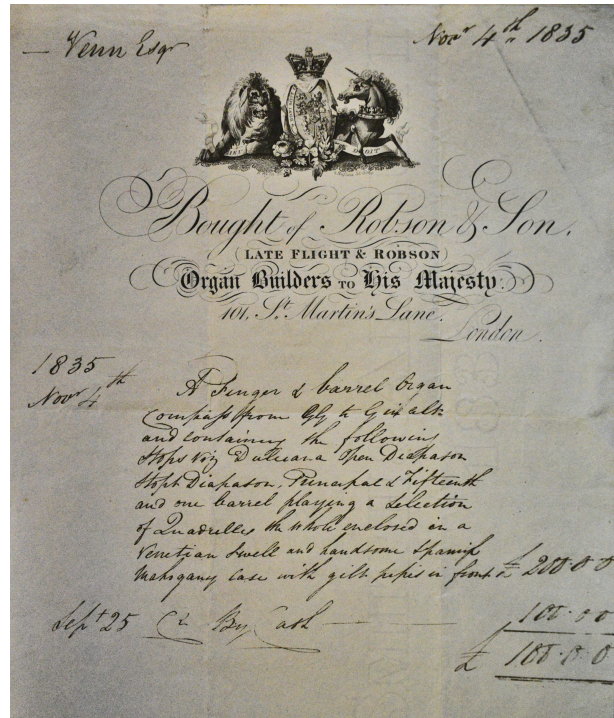 — Venn Esqr
Novr 4th 1835
DIEU
DROIT
Bought of Robson & Son.
(LATE FLIGHT & ROBSON)
Organ Builders TO His Majesty.
101, St. Martin's Lane.
London.
1835
Novr 4th
A Finger & barrel Organ
compass from GG to G in alt
and containing the following
Stops viz Dulciana Open Diapason
Stopt Diapason, Principal & Fifteenth
and one barrel playing a selection
of Quadrilles the whole enclosed in a
Venetian Swell and handsome Spanish
Mahogany Case with gilt pipes in front £ 200.0.0
Sept 25 Cr By Cash — 100.0.0
£ 100.0.0